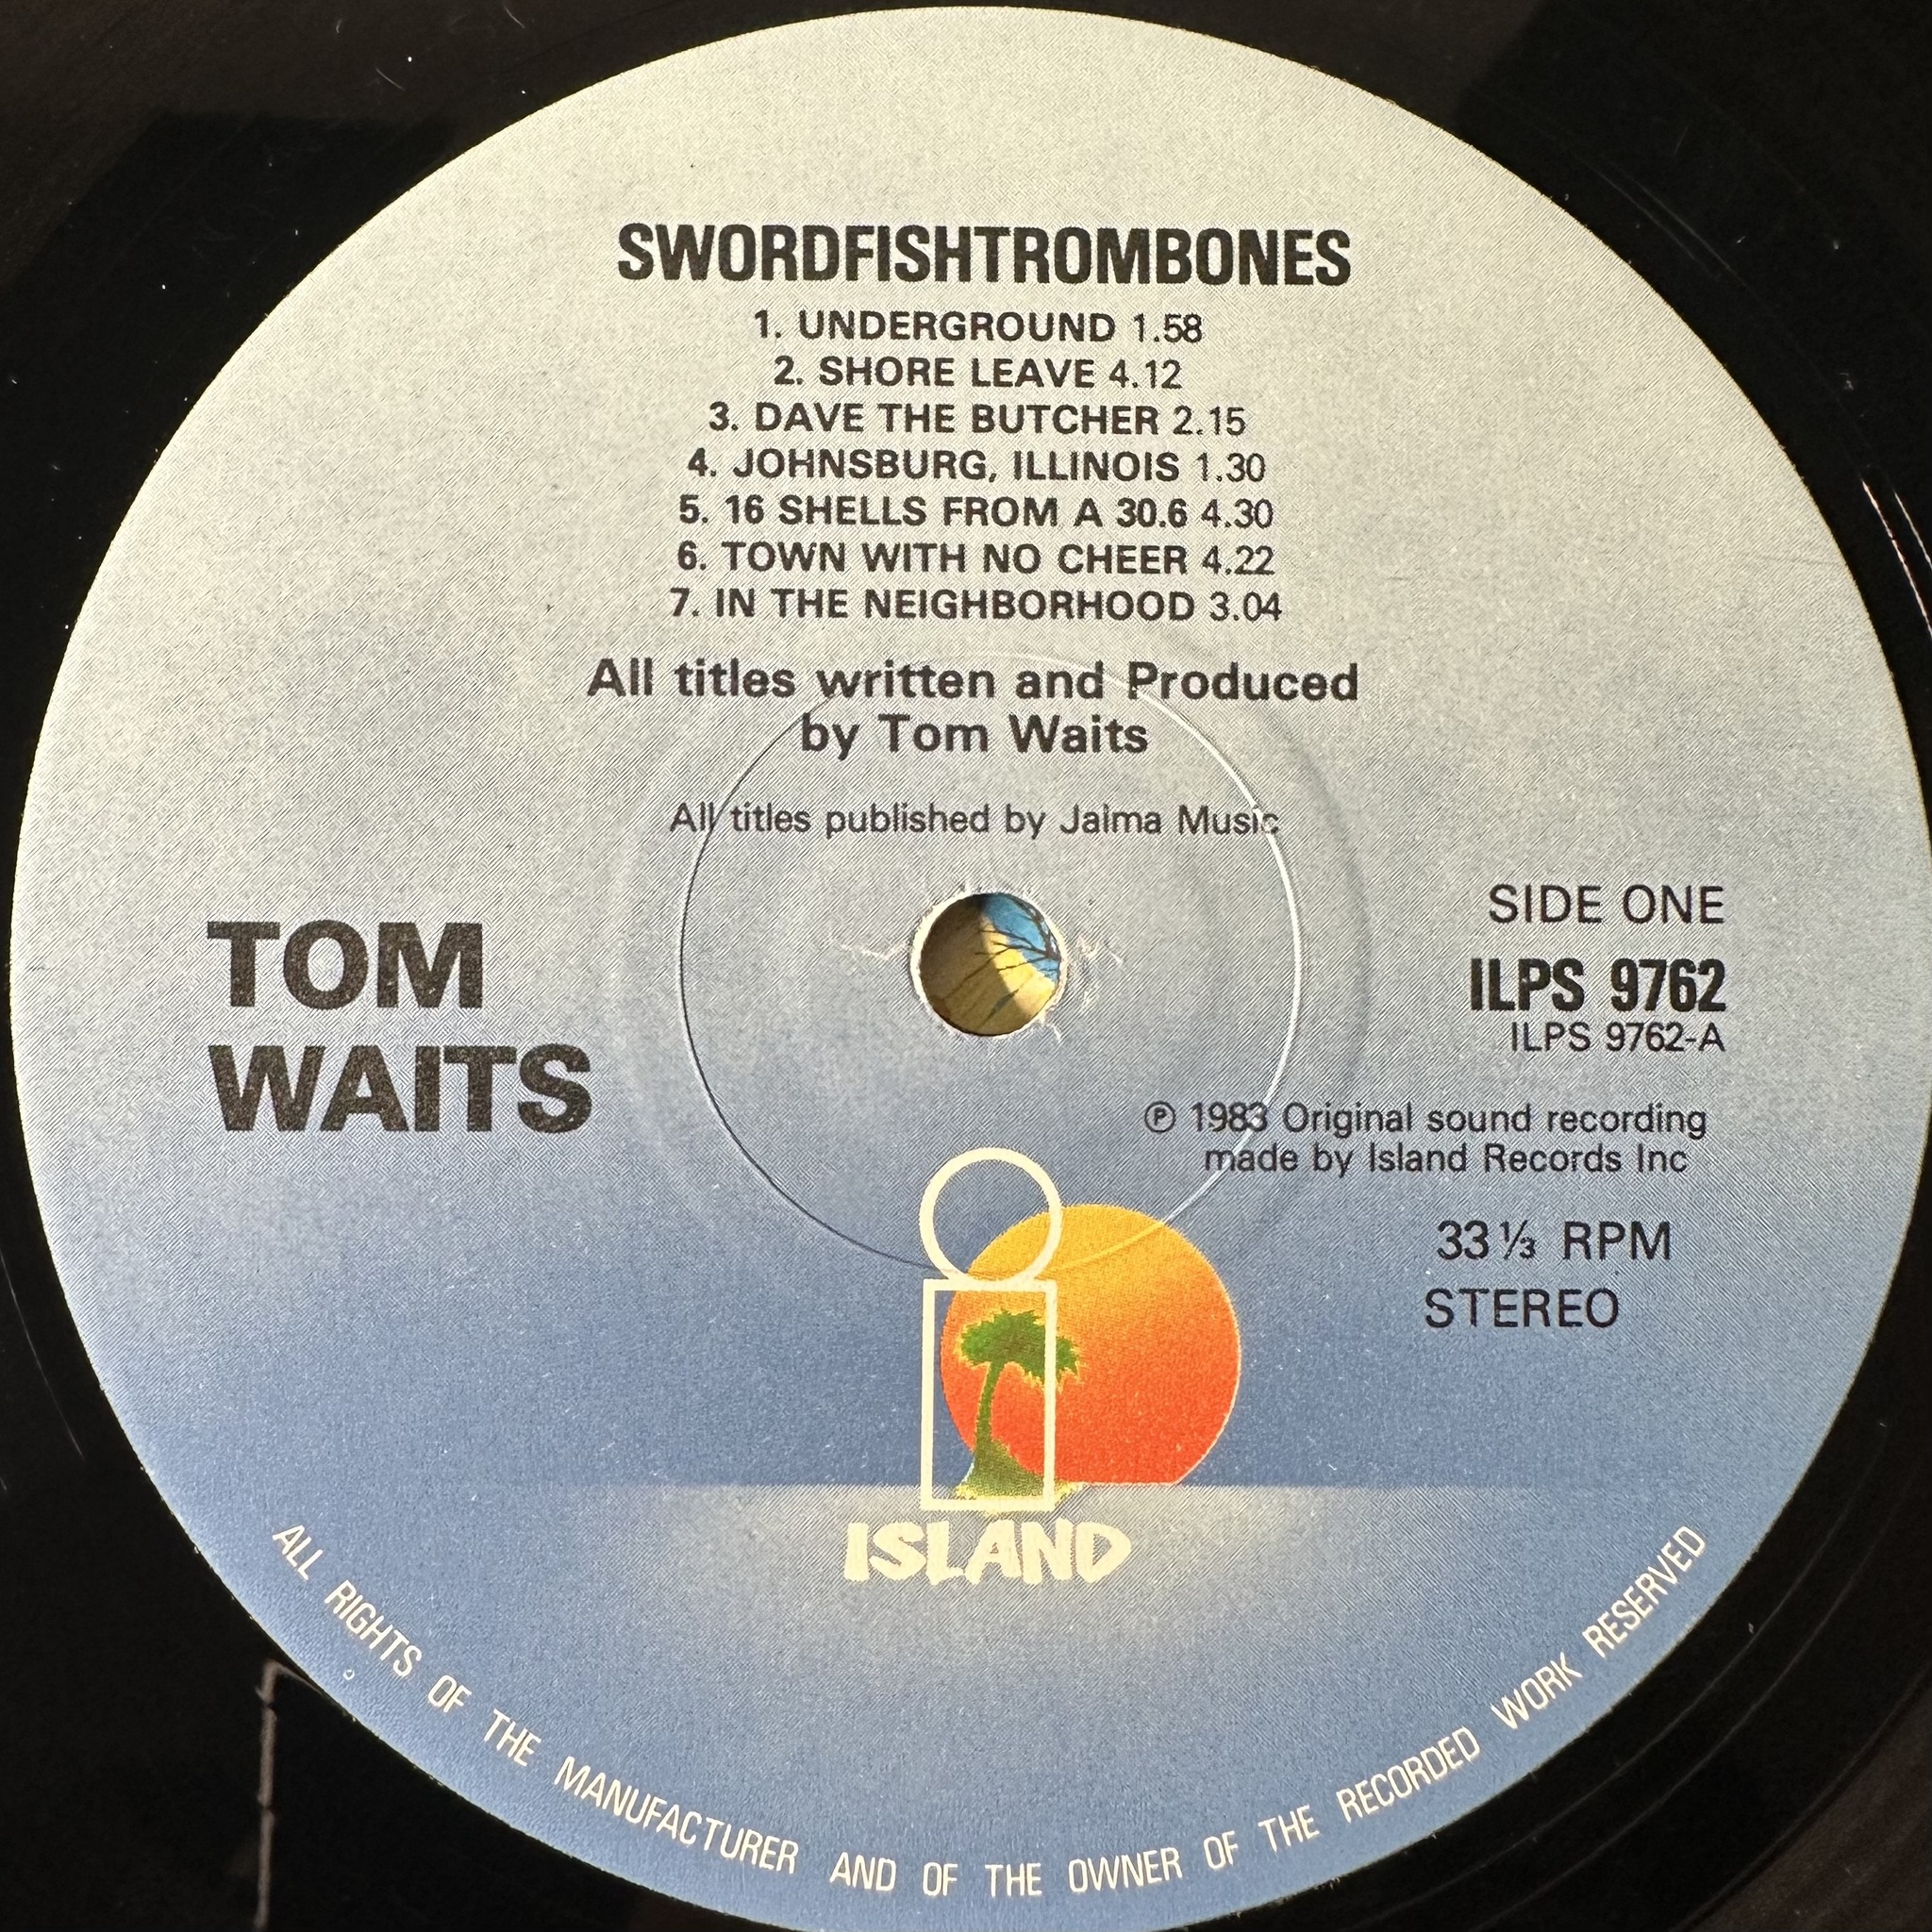 SWORDFISHTROMBONES
1. UNDERGROUND 1.58
2. SHORE LEAVE 4.12
3. DAVE THE BUTCHER 2.15
4. JOHNSBURG, ILLINOIS 1.30
5. 16 SHELLS FROM A 30.6 4.30
6. TOWN WITH NO CHEER 4.22
7. IN THE NEIGHBORHOOD 3.04
All titles written and Produced
by Tom Waits
All titles published by Jalma Music
TOM
WAITS
SIDE ONE
ILPS 9762
ILPS 9762-A
℗ 1983 Original sound recording
made by Island Records Inc
33⅓ RPM
STEREO
ISLAND
ALL RIGHTS OF THE MANUFACTURER AND OF THE OWNER OF THE RECORDED WORK RESERVED